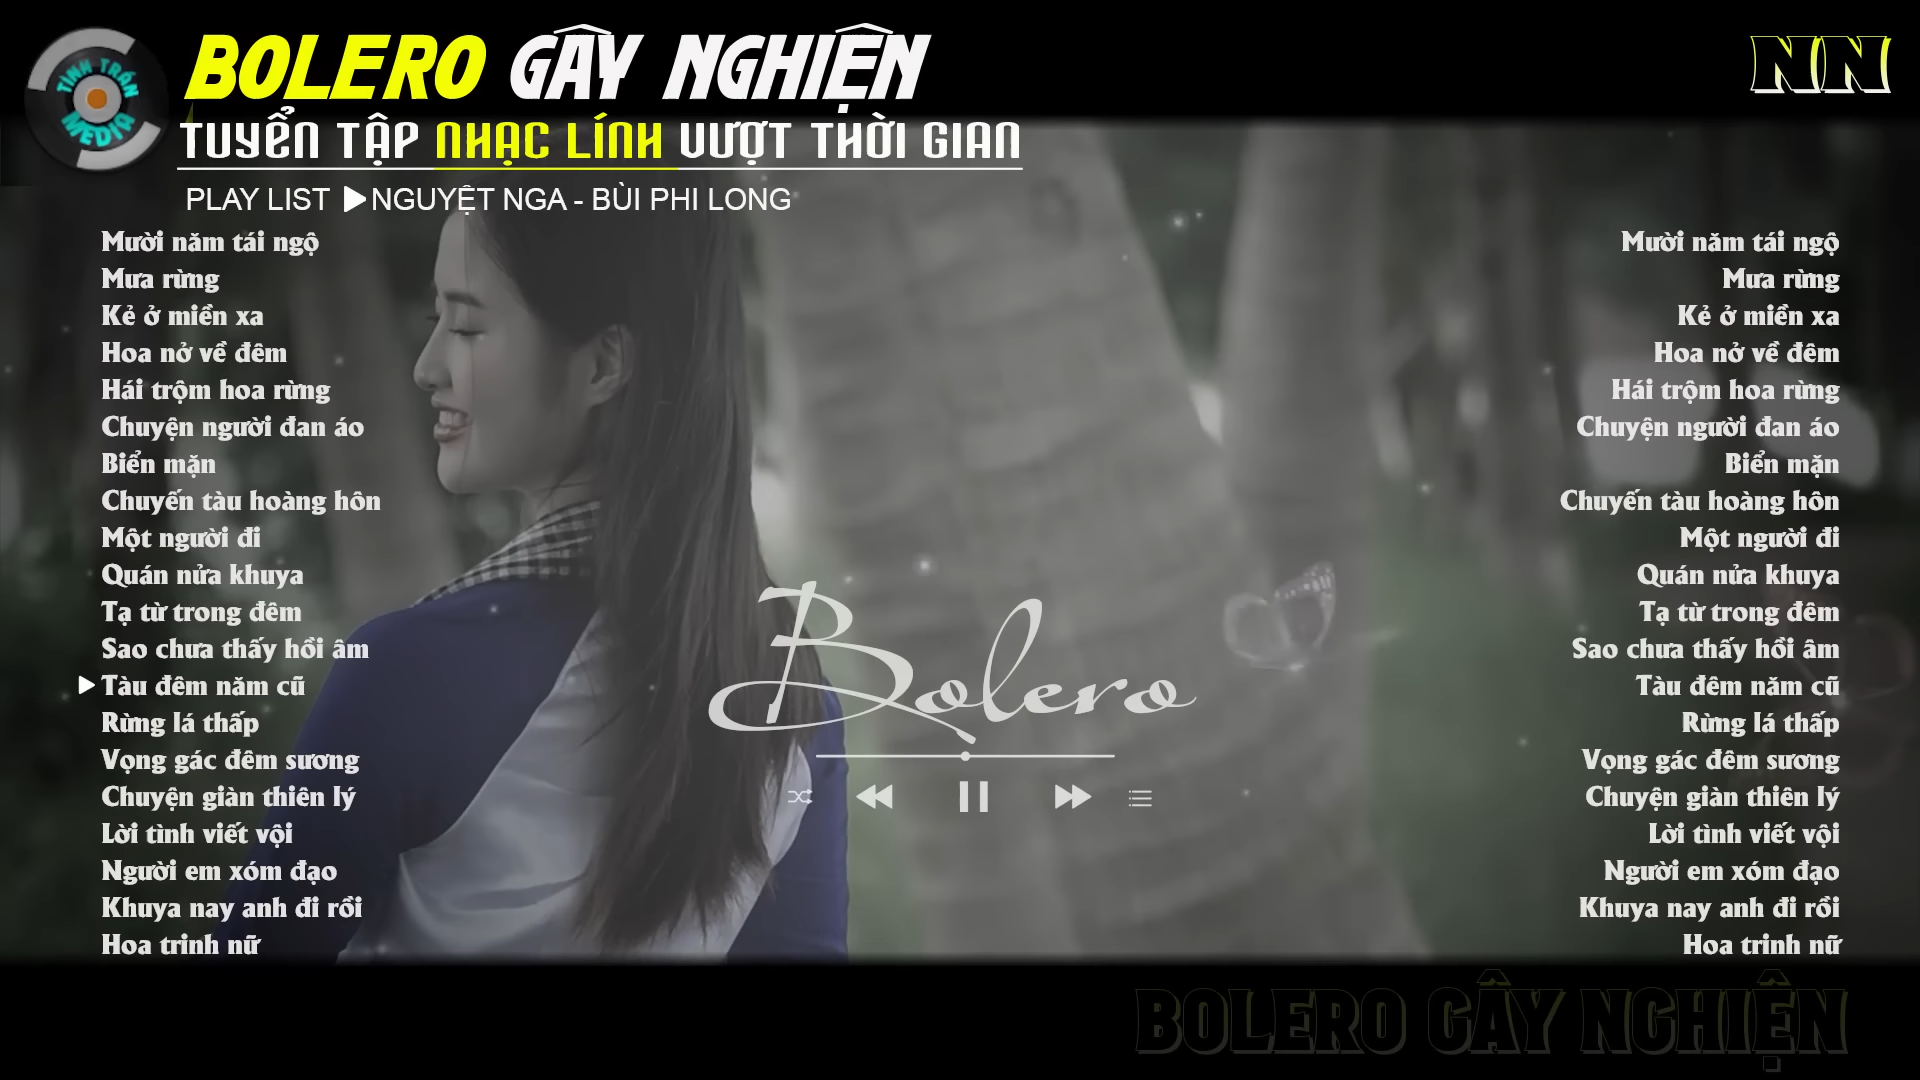 TÌNH TRẦN
MEDIA
BOLERO GÂY NGHIỆN
TUYỂN TẬP NHẠC LÍNH VƯỢT THỜI GIAN
PLAY LIST ▶NGUYỆT NGA - BÙI PHI LONG
NN
Mười năm tái ngộ
Mưa rừng
Kẻ ở miền xa
Hoa nở về đêm
Hái trộm hoa rừng
Chuyện người đan áo
Biển mặn
Chuyến tàu hoàng hôn
Một người đi
Quán nửa khuya
Tạ từ trong đêm
Sao chưa thấy hồi âm
Tàu đêm năm cũ
Rừng lá thấp
Vọng gác đêm sương
Chuyện giàn thiên lý
Lời tình viết vội
Người em xóm đạo
Khuya nay anh đi rồi
Hoa trinh nữ
Bolero
Mười năm tái ngộ
Mưa rừng
Kẻ ở miền xa
Hoa nở về đêm
Hái trộm hoa rừng
Chuyện người đan áo
Biển mặn
Chuyến tàu hoàng hôn
Một người đi
Quán nửa khuya
Tạ từ trong đêm
Sao chưa thấy hồi âm
Tàu đêm năm cũ
Rừng lá thấp
Vọng gác đêm sương
Chuyện giàn thiên lý
Lời tình viết vội
Người em xóm đạo
Khuya nay anh đi rồi
Hoa trinh nữ
BOLERO GÂY NGHIỆN